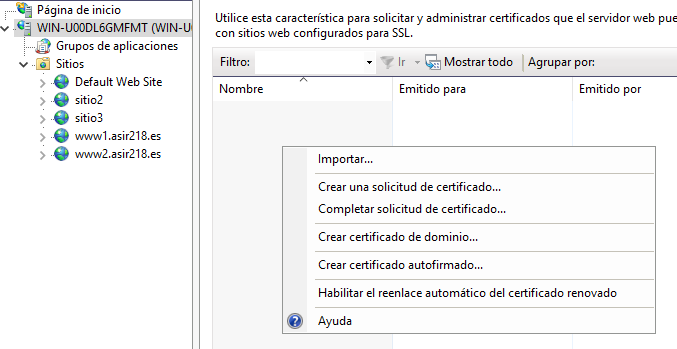 Página de inicio
WIN-U00DL6GMFMT (WIN-U
Grupos de aplicaciones
Sitios
Default Web Site
sitio2
sitio3
www1.asir218.es
www2.asir218.es
Utilice esta característica para solicitar y administrar certificados que el servidor web pue
con sitios web configurados para SSL.
Filtro: Ir Mostrar todo Agrupar por:
Nombre Emitido para Emitido por
Importar...
Crear una solicitud de certificado...
Completar solicitud de certificado...
Crear certificado de dominio...
Crear certificado autofirmado...
Habilitar el reenlace automático del certificado renovado
Ayuda